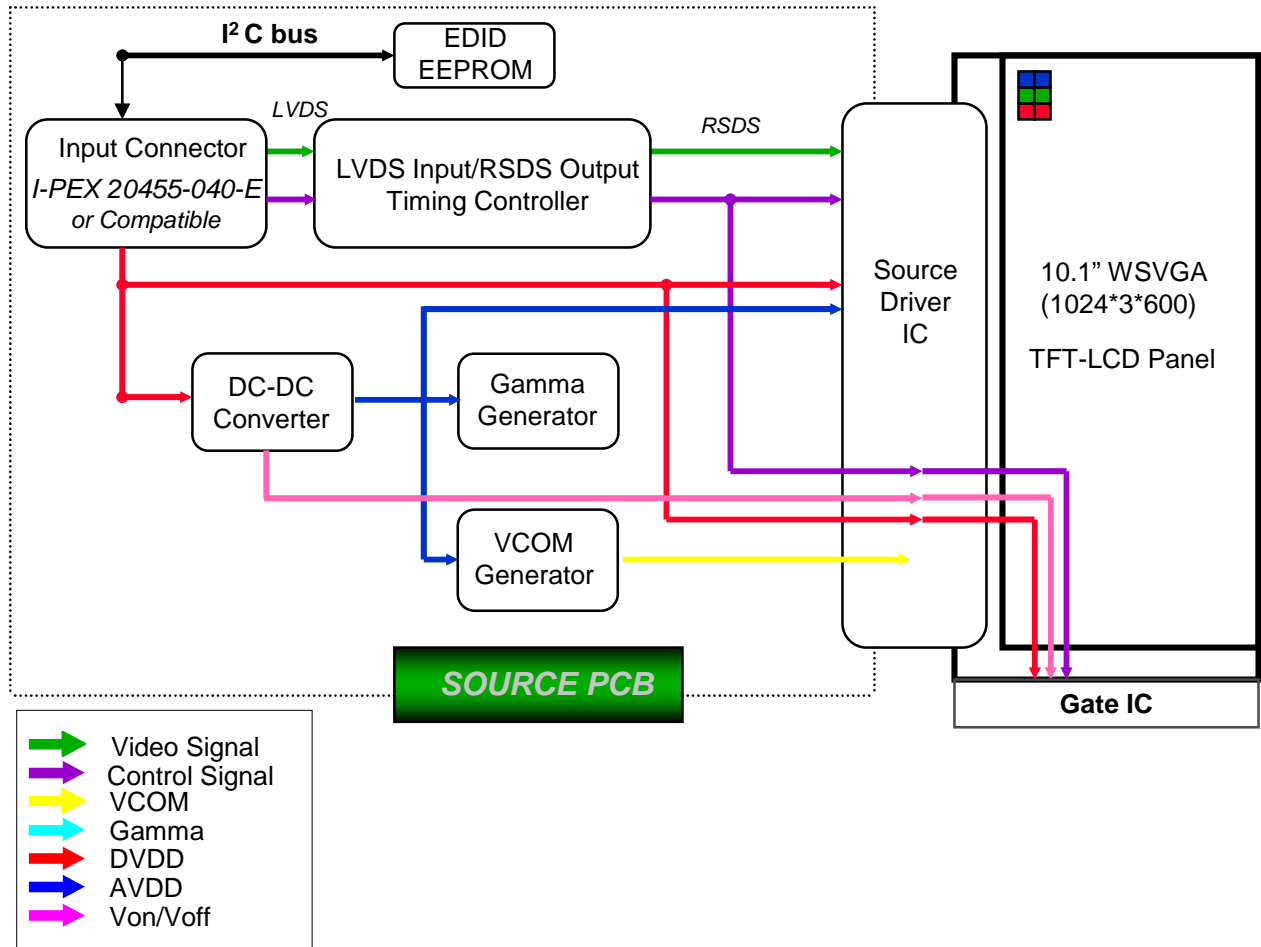 I² C bus
EDID
EEPROM
LVDS
RSDS
Input Connector
I-PEX 20455-040-E
or Compatible
LVDS Input/RSDS Output
Timing Controller
Source
Driver
IC
10.1” WSVGA
(1024*3*600)
TFT-LCD Panel
DC-DC
Converter
Gamma
Generator
VCOM
Generator
SOURCE PCB
Gate IC
Video Signal
Control Signal
VCOM
Gamma
DVDD
AVDD
Von/Voff